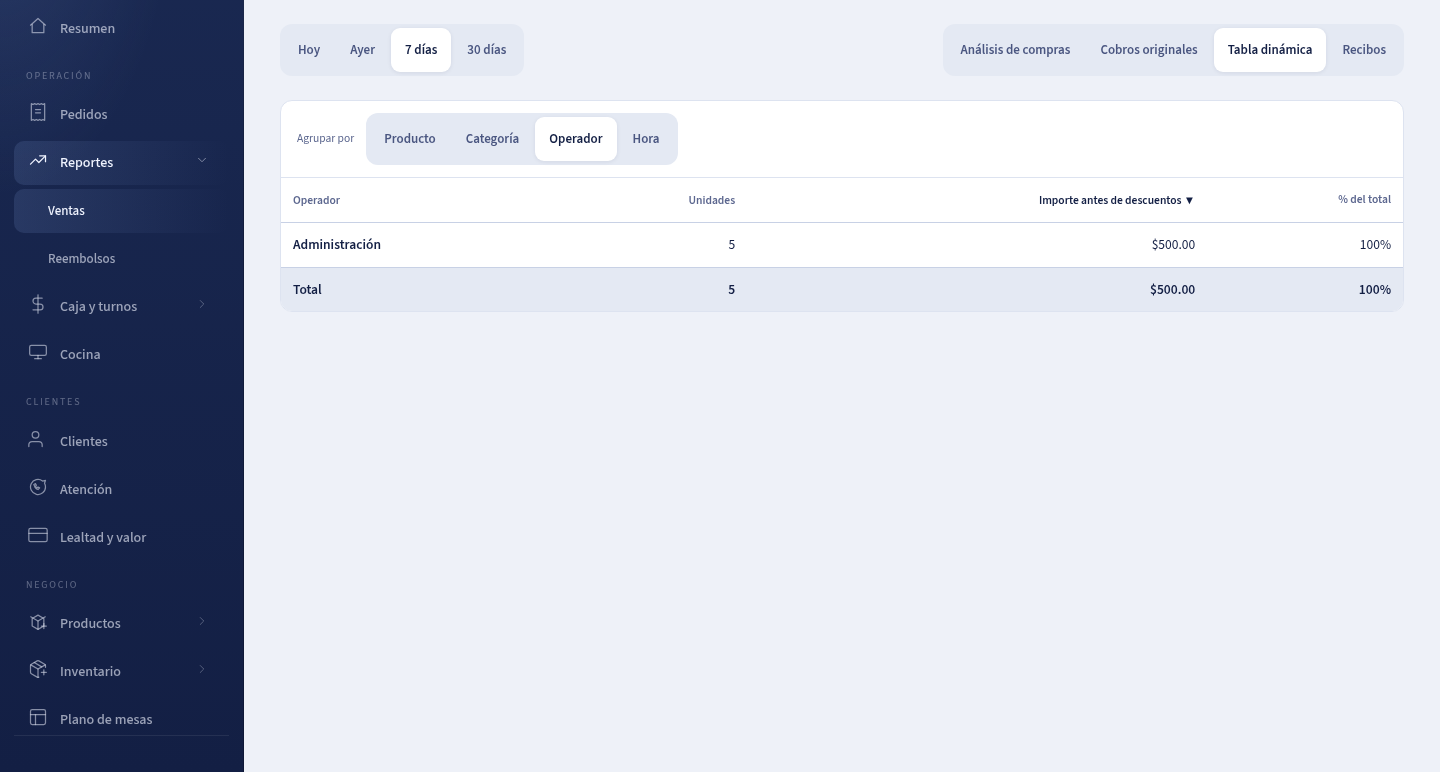 Resumen
OPERACIÓN
Pedidos
Reportes
Ventas
Reembolsos
Caja y turnos
Cocina
CLIENTES
Clientes
Atención
Lealtad y valor
NEGOCIO
Productos
Inventario
Plano de mesas
Hoy Ayer 7 días 30 días
Análisis de compras Cobros originales Tabla dinámica Recibos
Agrupar por Producto Categoría Operador Hora
Operador Unidades Importe antes de descuentos ▼ % del total
Administración 5 $500.00 100%
Total 5 $500.00 100%